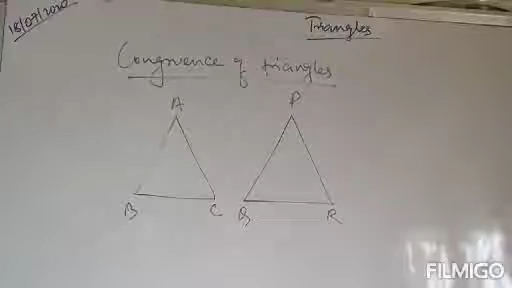 18/07/2020
Triangles
Congruence of triangles
A
P
B
C
Q
R
FILMIGO